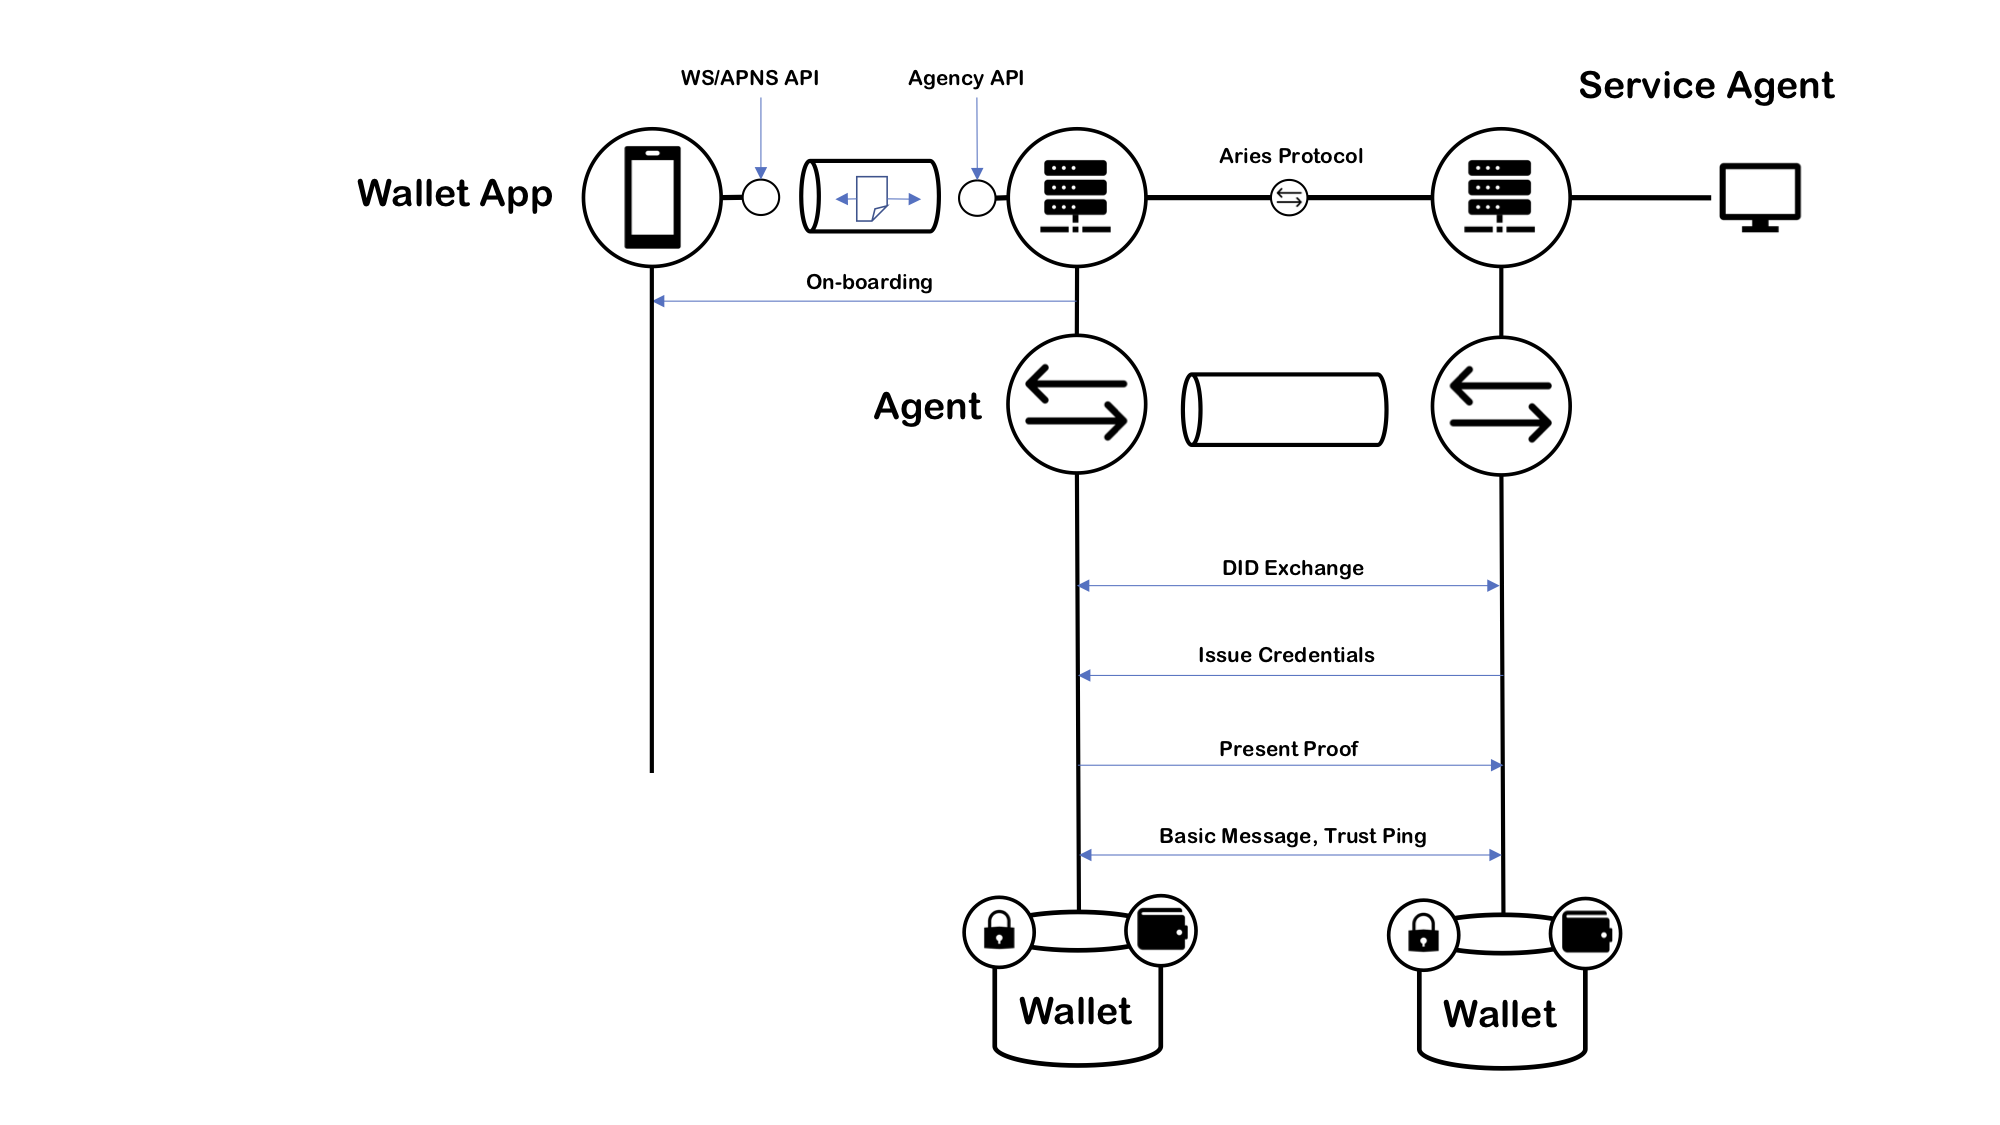 WS/APNS API
Agency API
Service Agent
Aries Protocol
Wallet App
On-boarding
Agent
DID Exchange
Issue Credentials
Present Proof
Basic Message, Trust Ping
Wallet
Wallet